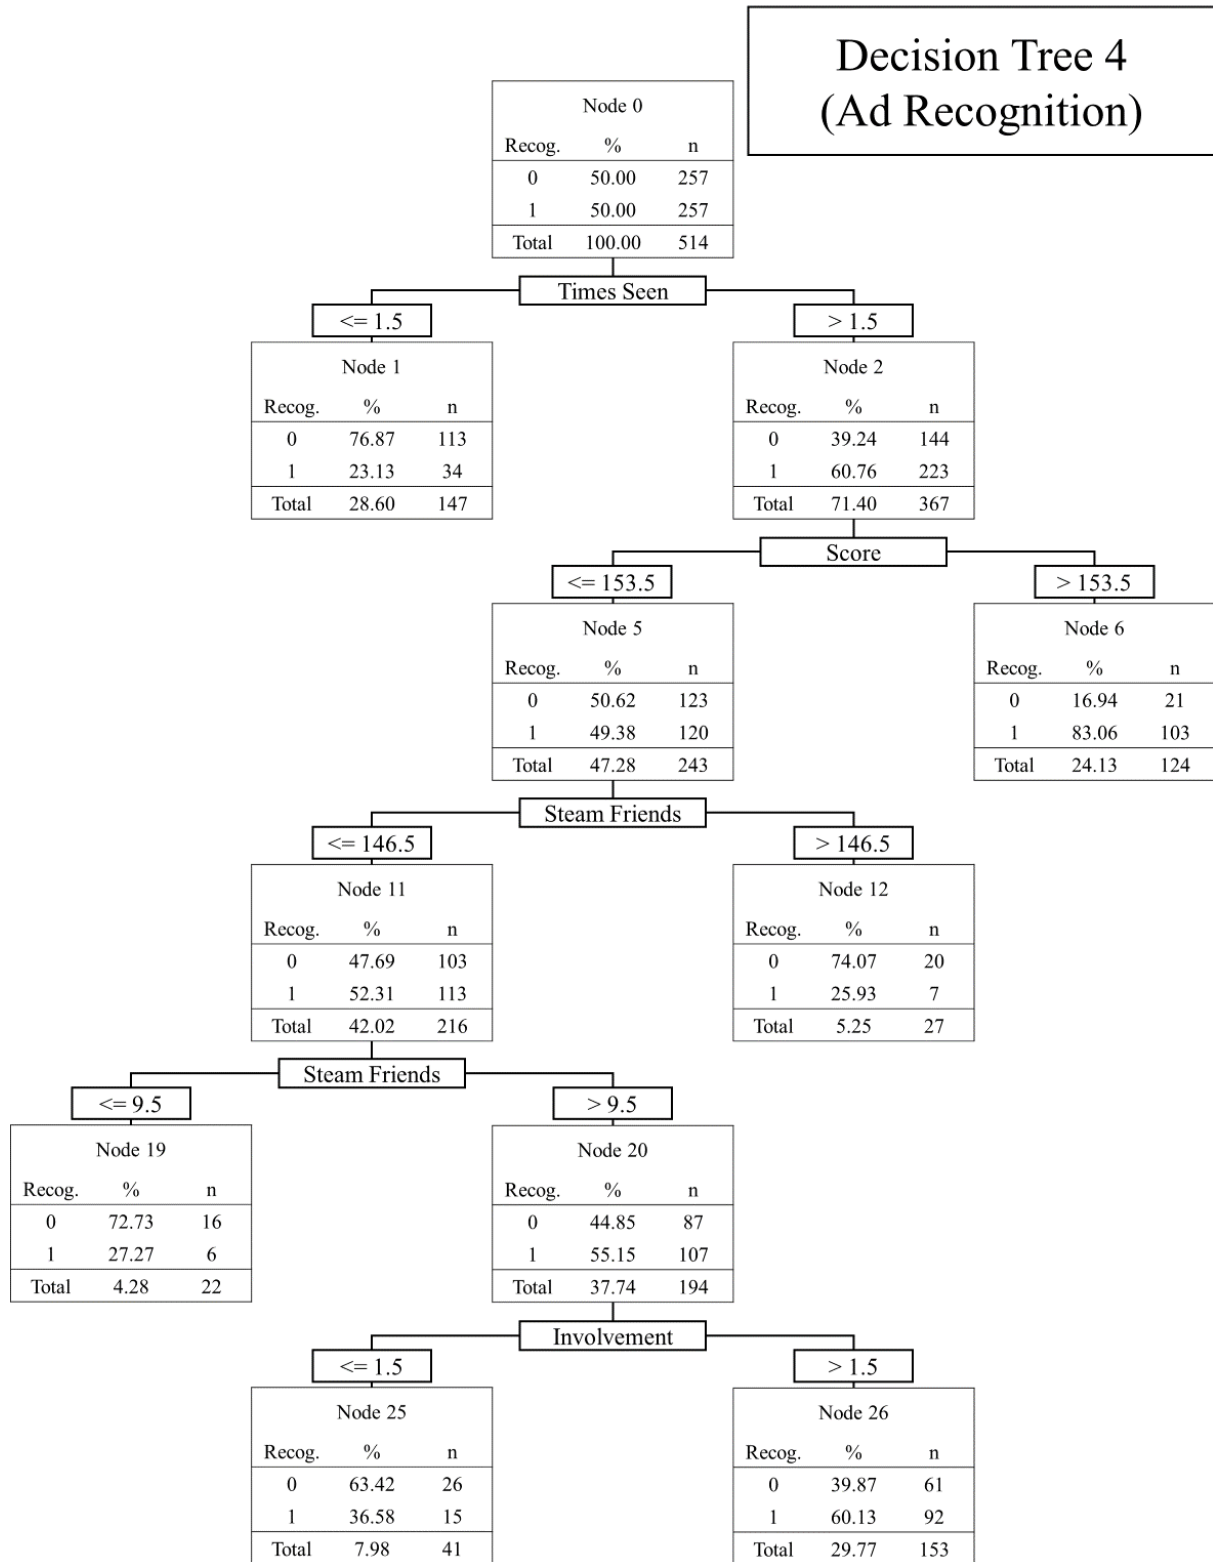 Decision Tree 4
(Ad Recognition)
Node 0
Recog. % n
0 50.00 257
1 50.00 257
Total 100.00 514
Times Seen
<= 1.5 > 1.5
Node 1
Recog. % n
0 76.87 113
1 23.13 34
Total 28.60 147
Node 2
Recog. % n
0 39.24 144
1 60.76 223
Total 71.40 367
Score
<= 153.5 > 153.5
Node 5
Recog. % n
0 50.62 123
1 49.38 120
Total 47.28 243
Node 6
Recog. % n
0 16.94 21
1 83.06 103
Total 24.13 124
Steam Friends
<= 146.5 > 146.5
Node 11
Recog. % n
0 47.69 103
1 52.31 113
Total 42.02 216
Node 12
Recog. % n
0 74.07 20
1 25.93 7
Total 5.25 27
Steam Friends
<= 9.5 > 9.5
Node 19
Recog. % n
0 72.73 16
1 27.27 6
Total 4.28 22
Node 20
Recog. % n
0 44.85 87
1 55.15 107
Total 37.74 194
Involvement
<= 1.5 > 1.5
Node 25
Recog. % n
0 63.42 26
1 36.58 15
Total 7.98 41
Node 26
Recog. % n
0 39.87 61
1 60.13 92
Total 29.77 153